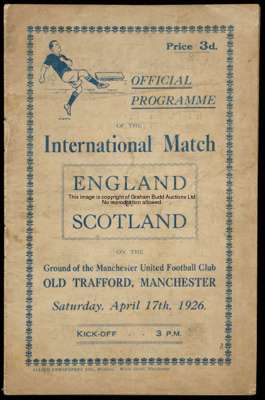 Price 3d.
OFFICIAL
PROGRAMME
OF THE
International Match
ENGLAND
This image is copyright of Graham Budd Auctions Ltd
No reproduction allowed
SCOTLAND
ON THE
Ground of the Manchester United Football Club
OLD TRAFFORD, MANCHESTER
Saturday, April 17th, 1926.
KICK-OFF ... 3 P.M.